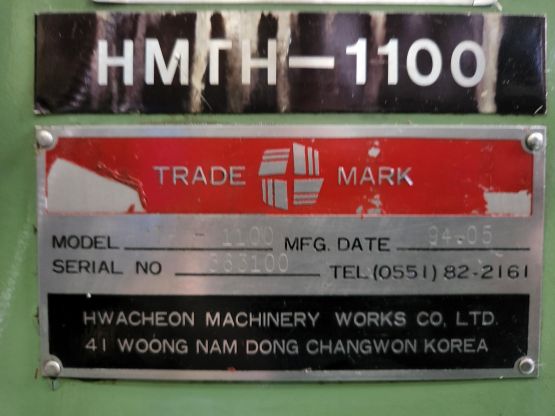 HMTH-1100
TRADE MARK
MODEL - 1100 MFG. DATE 94.05
SERIAL NO TEL (0551) 82-2161
HWACHEON MACHINERY WORKS CO, LTD.
41 WOONG NAM DONG CHANGWON KOREA